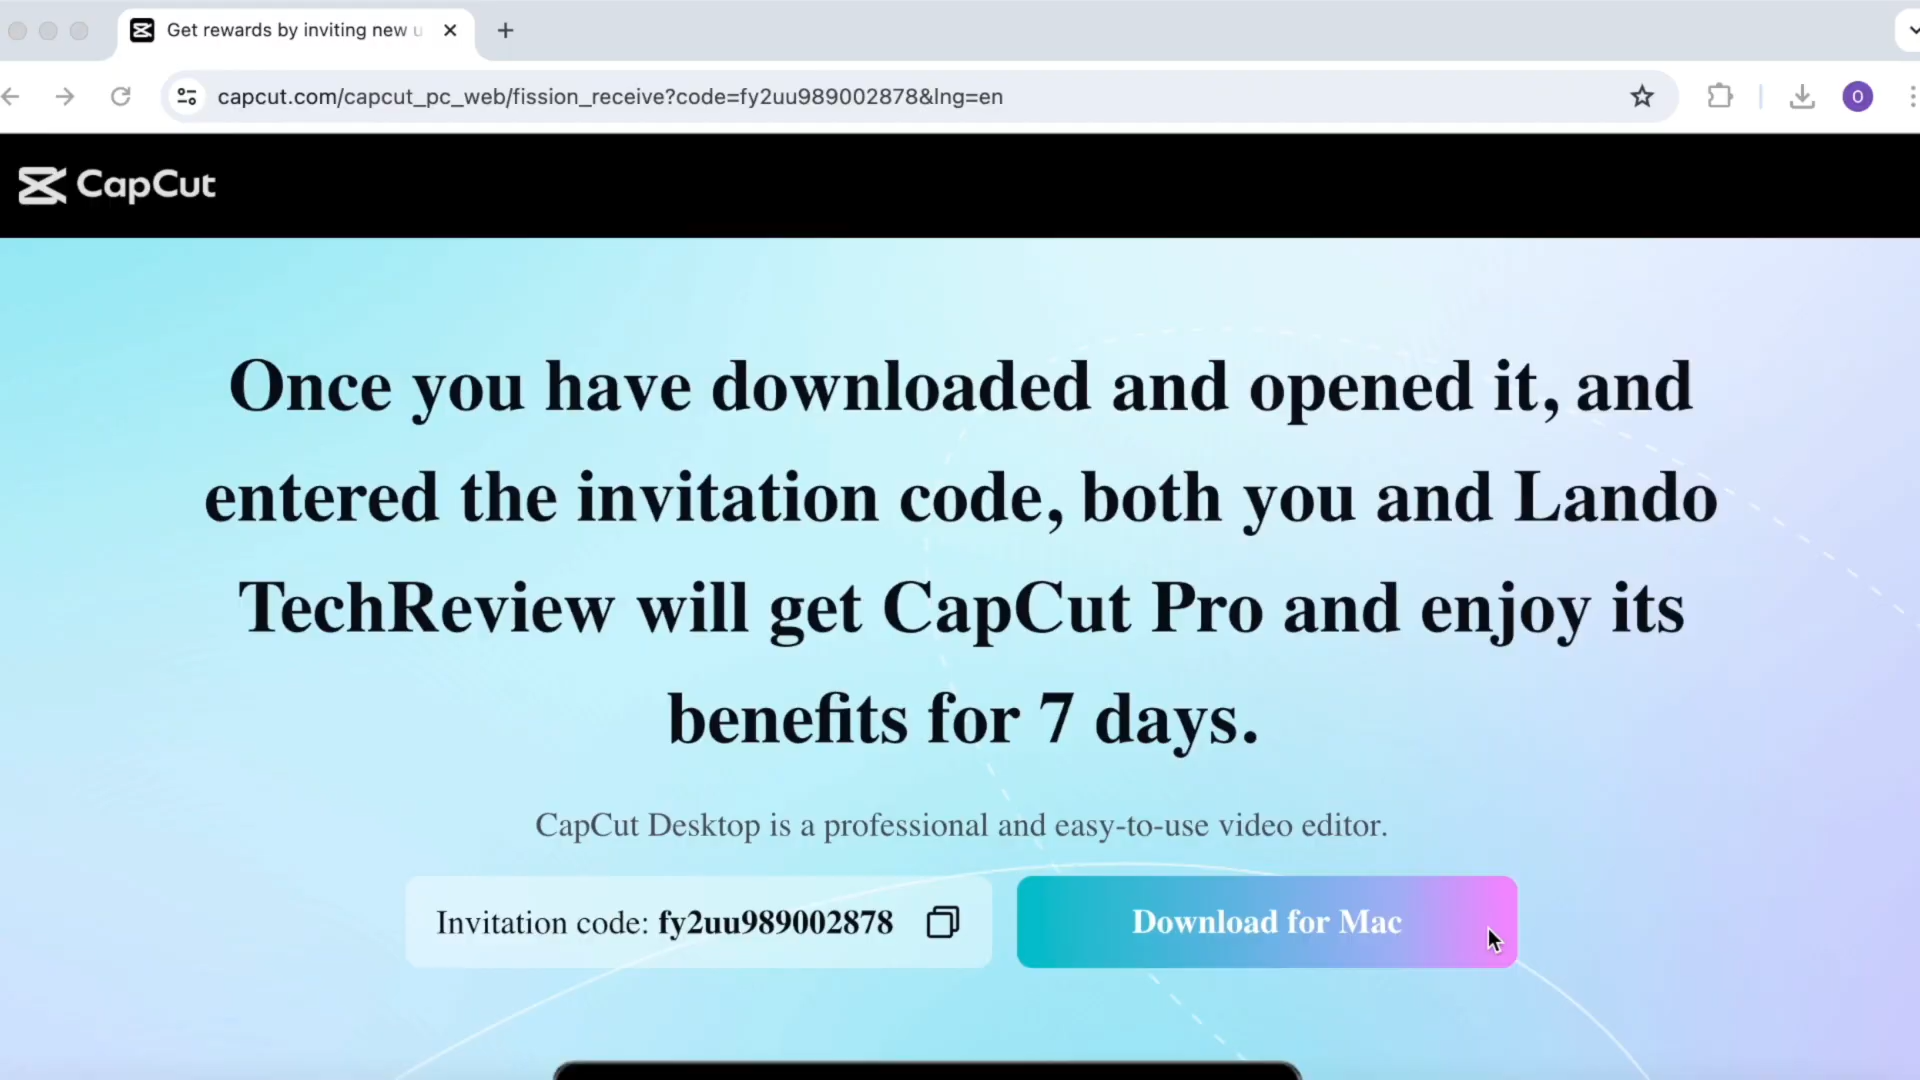 Get rewards by inviting new u
capcut.com/capcut_pc_web/fission_receive?code=fy2uu989002878&lng=en
O
CapCut
Once you have downloaded and opened it, and
entered the invitation code, both you and Lando
TechReview will get CapCut Pro and enjoy its
benefits for 7 days.
CapCut Desktop is a professional and easy-to-use video editor.
Invitation code: fy2uu989002878
Download for Mac